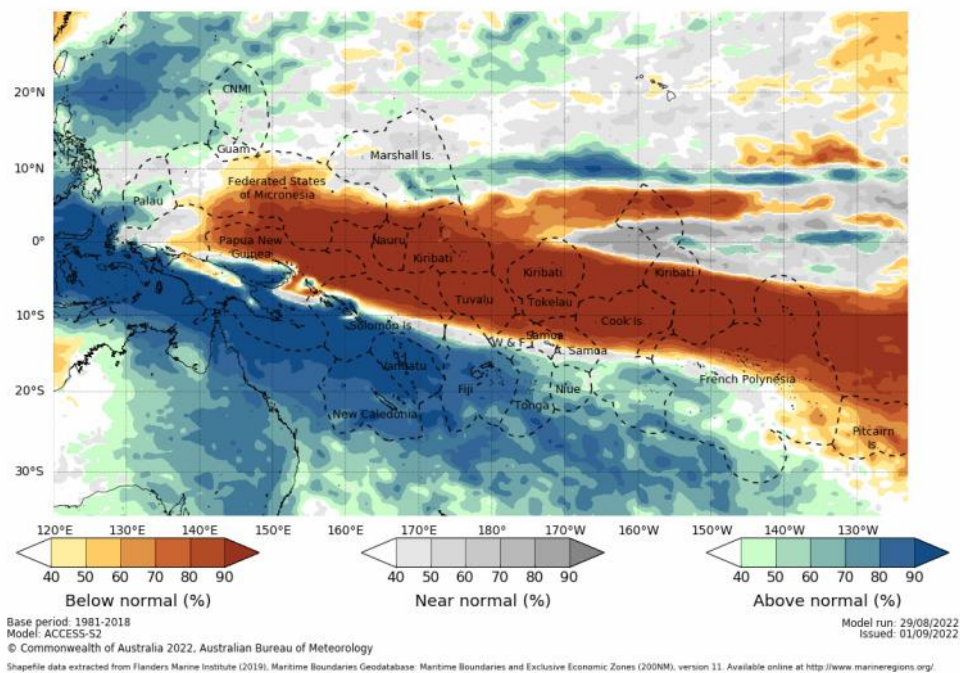 20°N
10°N
0°
10°S
20°S
30°S
CNMI
Guam
Marshall Is.
Federated States
of Micronesia
Palau
Papua New
Guinea
Nauru
Kiribati
Kiribati
Kiribati
Tuvalu
Tokelau
Cook Is.
Solomon Is.
Samoa
W & F
A. Samoa
Vanuatu
Fiji
Niue
French Polynesia
Tonga
New Caledonia
Pitcairn
Is.
120°E 130°E 140°E 150°E 160°E 170°E 180° 170°W 160°W 150°W 130°W
40 50 60 70 80 90
Below normal (%)
40 50 60 70 80 90
Near normal (%)
40 50 60 70 80 90
Above normal (%)
Base period: 1981-2018
Model: ACCESS-S2
© Commonwealth of Australia 2022, Australian Bureau of Meteorology
Model run: 29/08/2022
Issued: 01/09/2022
Shapefile data extracted from Flanders Marine Institute (2019), Maritime Boundaries Geodatabase: Maritime Boundaries and Exclusive Economic Zones (200NM), version 11. Available online at http://www.marineregions.org/.